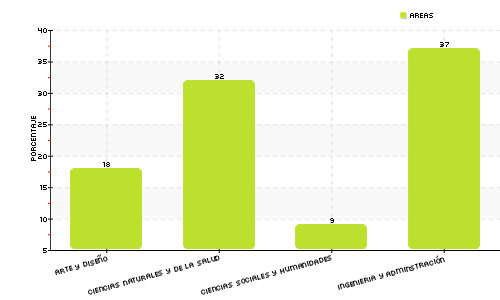 AREAS
PORCENTAJE
40
35
30
25
20
15
10
5
18
32
9
37
ARTE Y DISEÑO
CIENCIAS NATURALES Y DE LA SALUD
CIENCIAS SOCIALES Y HUMANIDADES
INGENIERIA Y ADMINSTRACIÓN